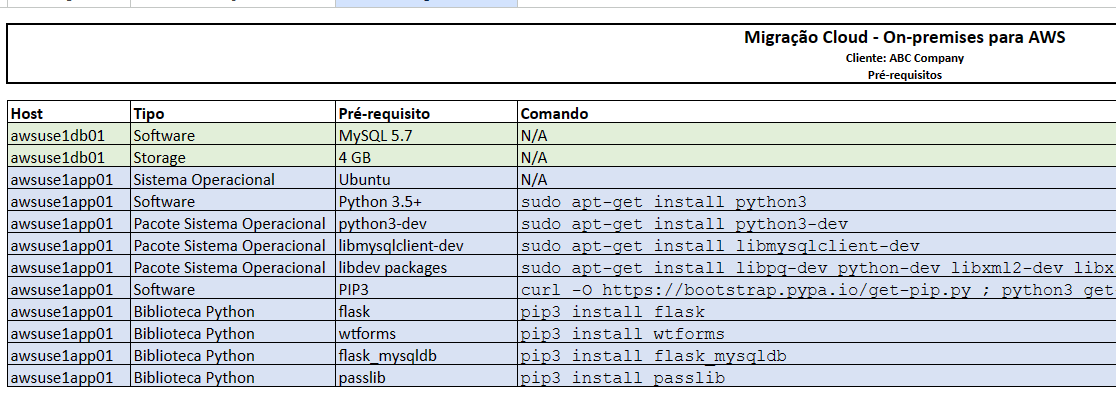 Migração Cloud - On-premises para AWS
Cliente: ABC Company
Pré-requisitos
Host Tipo Pré-requisito Comando
awsuse1db01 Software MySQL 5.7 N/A
awsuse1db01 Storage 4 GB N/A
awsuse1app01 Sistema Operacional Ubuntu N/A
awsuse1app01 Software Python 3.5+ sudo apt-get install python3
awsuse1app01 Pacote Sistema Operacional python3-dev sudo apt-get install python3-dev
awsuse1app01 Pacote Sistema Operacional libmysqlclient-dev sudo apt-get install libmysqlclient-dev
awsuse1app01 Pacote Sistema Operacional libdev packages sudo apt-get install libpq-dev python-dev libxml2-dev libx
awsuse1app01 Software PIP3 curl -O https://bootstrap.pypa.io/get-pip.py ; python3 get
awsuse1app01 Biblioteca Python flask pip3 install flask
awsuse1app01 Biblioteca Python wtforms pip3 install wtforms
awsuse1app01 Biblioteca Python flask_mysqldb pip3 install flask_mysqldb
awsuse1app01 Biblioteca Python passlib pip3 install passlib